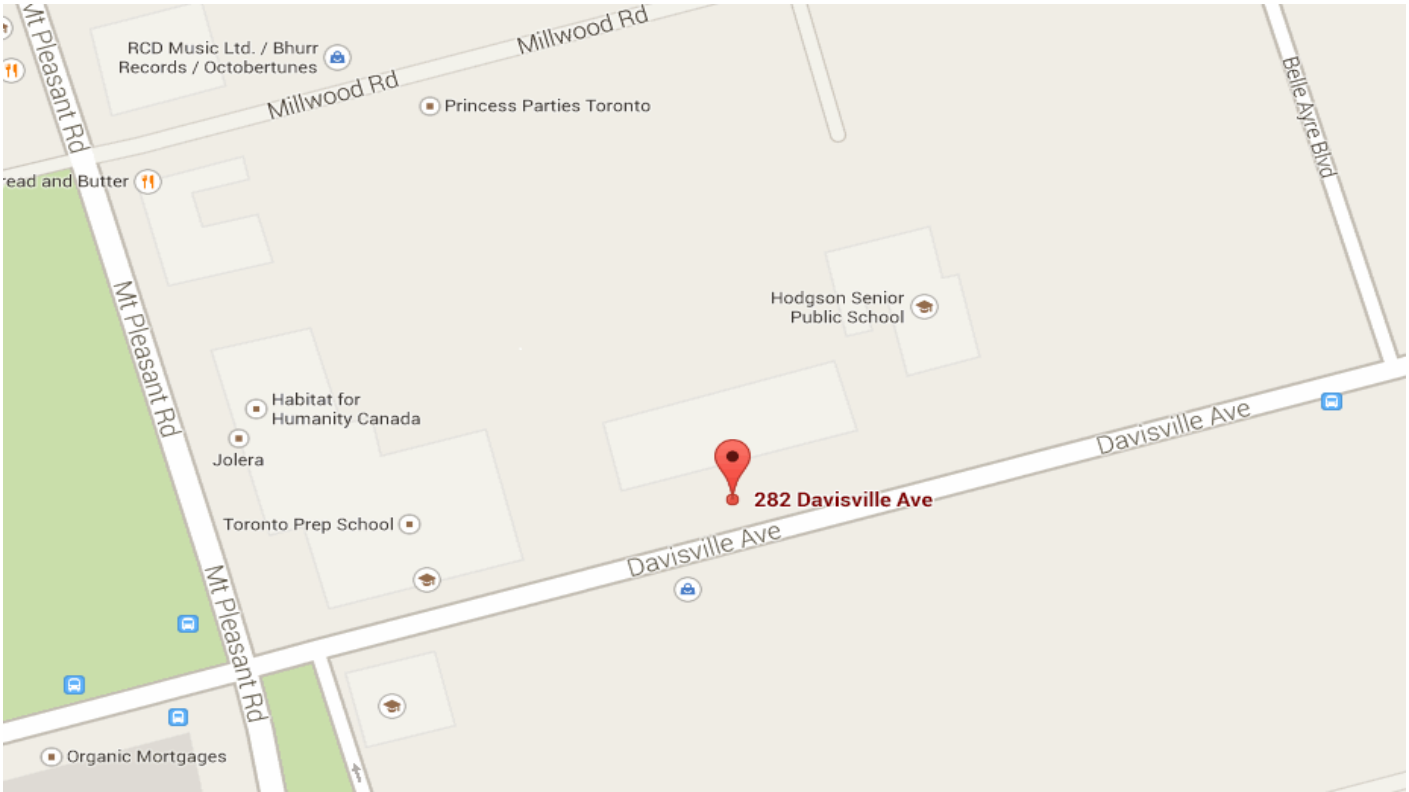 Mt Pleasant Rd
RCD Music Ltd. / Bhurr
Records / Octobertunes
Millwood Rd
Millwood Rd
Princess Parties Toronto
Belle Ayre Blvd
read and Butter
Mt Pleasant Rd
Hodgson Senior
Public School
Habitat for
Humanity Canada
Jolera
Davisville Ave
282 Davisville Ave
Toronto Prep School
Davisville Ave
Mt Pleasant Rd
Organic Mortgages